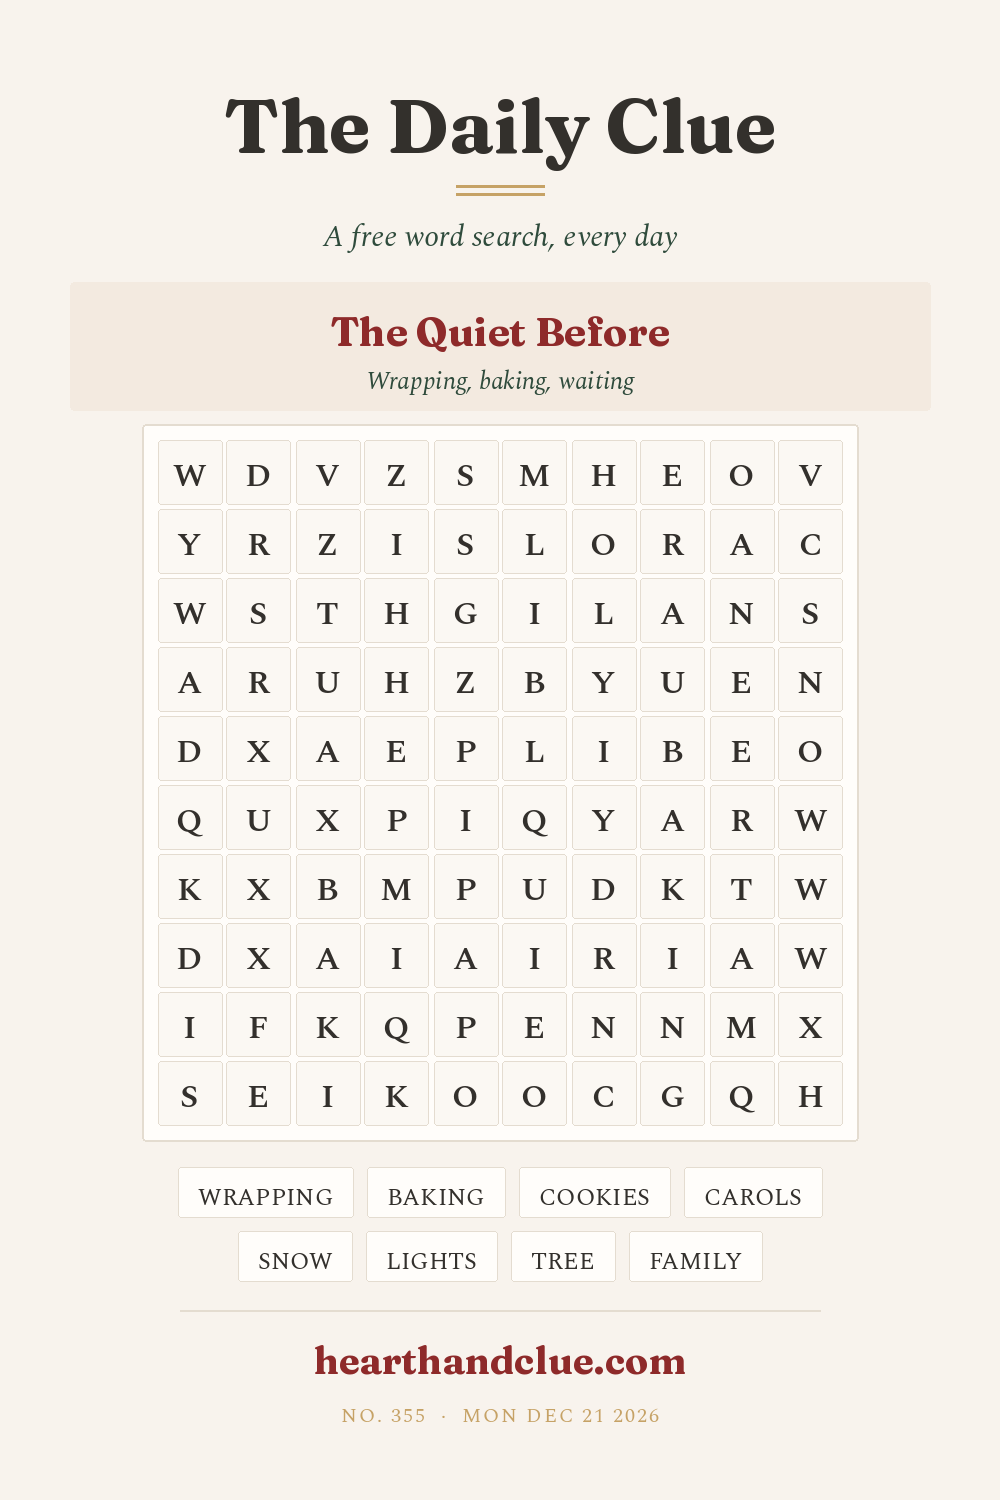 The Daily Clue
A free word search, every day
The Quiet Before
Wrapping, baking, waiting
W D V Z S M H E O V
Y R Z I S L O R A C
W S T H G I L A N S
A R U H Z B Y U E N
D X A E P L I B E O
Q U X P I Q Y A R W
K X B M P U D K T W
D X A I A I R I A W
I F K Q P E N N M X
S E I K O O C G Q H
WRAPPING BAKING COOKIES CAROLS
SNOW LIGHTS TREE FAMILY
hearthandclue.com
NO. 355 · MON DEC 21 2026